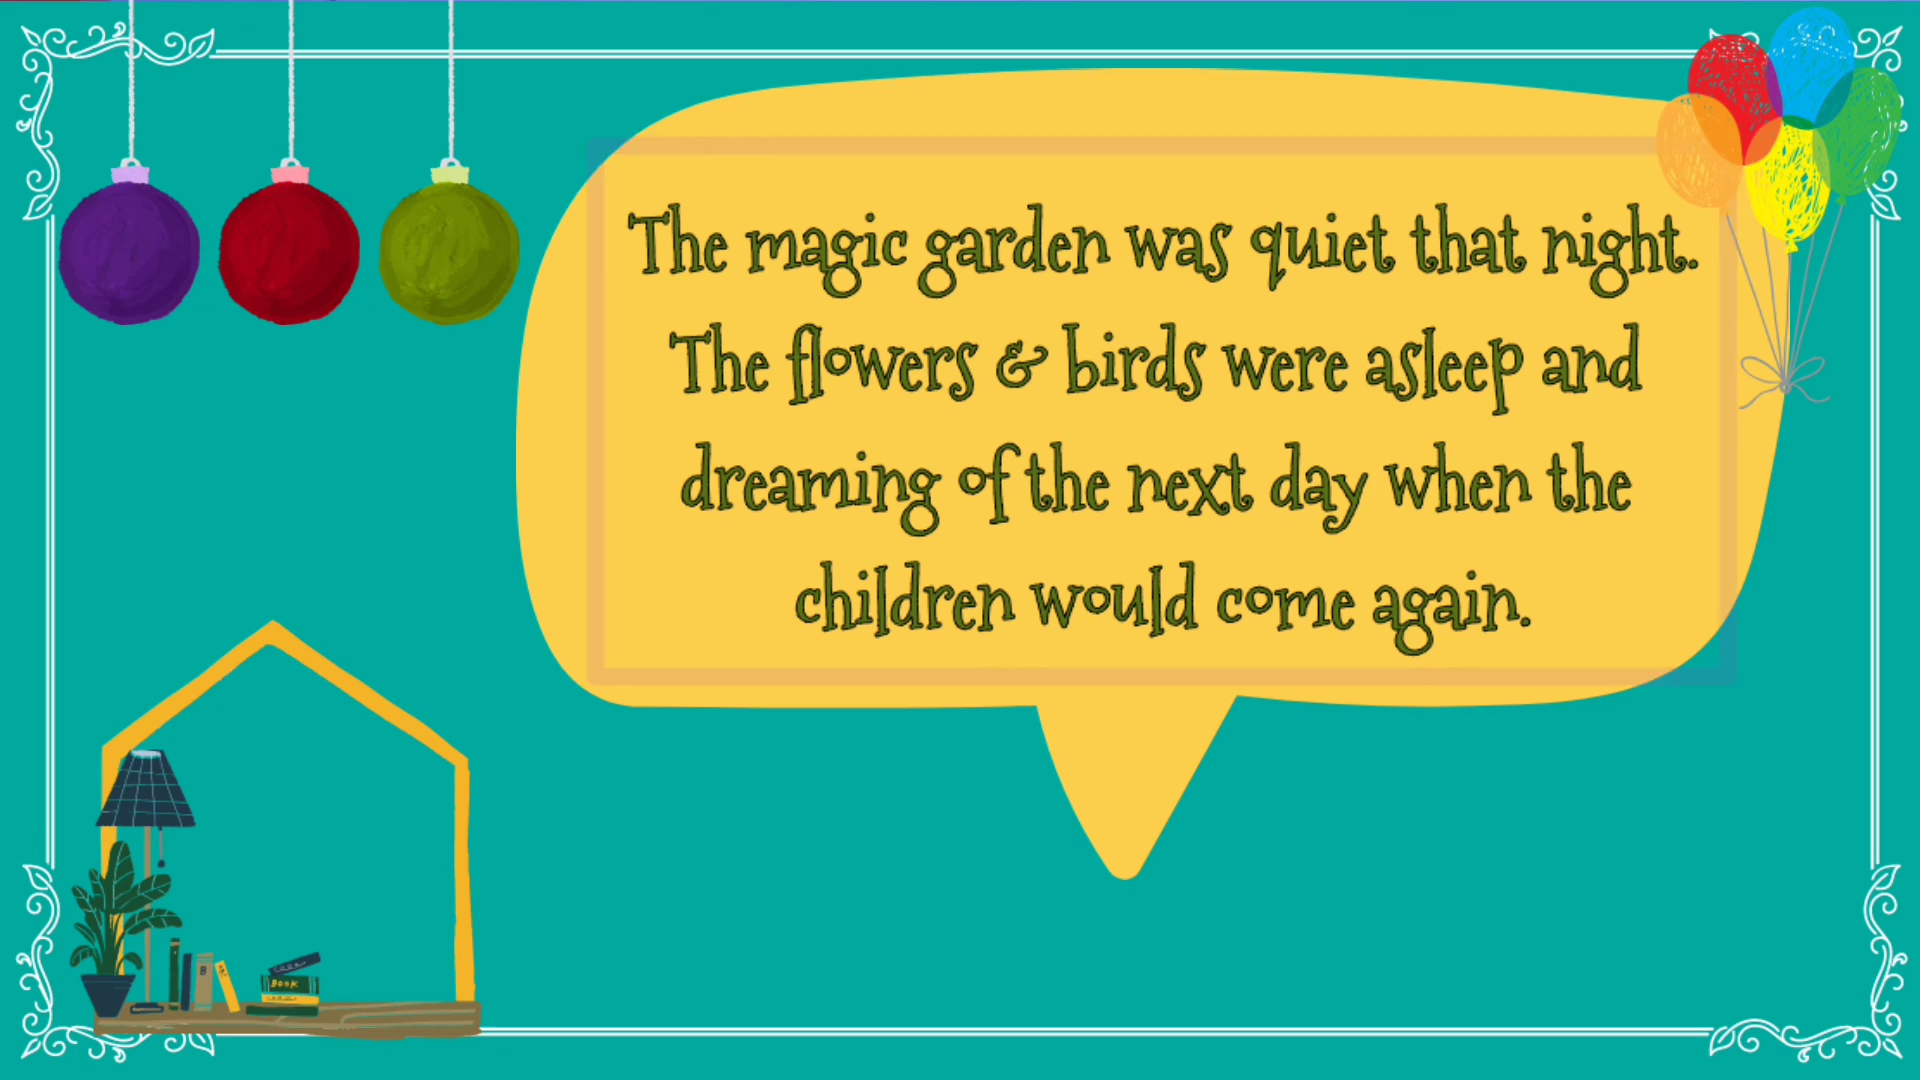 The magic garden was quiet that night.
The flowers & birds were asleep and
dreaming of the next day when the
children would come again.
BOOK